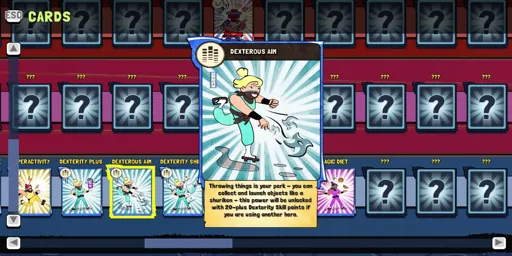 ESC CARDS
DEXTEROUS AIM
???
???
???
???
???
???
???
PERACTIVITY
DEXTERITY PLUS
DEXTEROUS AIM
DEXTERITY SHU
AGIC DIET
???
???
???
Throwing things is your perk - you can
collect and launch objects like a
shuriken - this power will be unlocked
with 20-plus Dexterity Skill points if
you are using another hero.